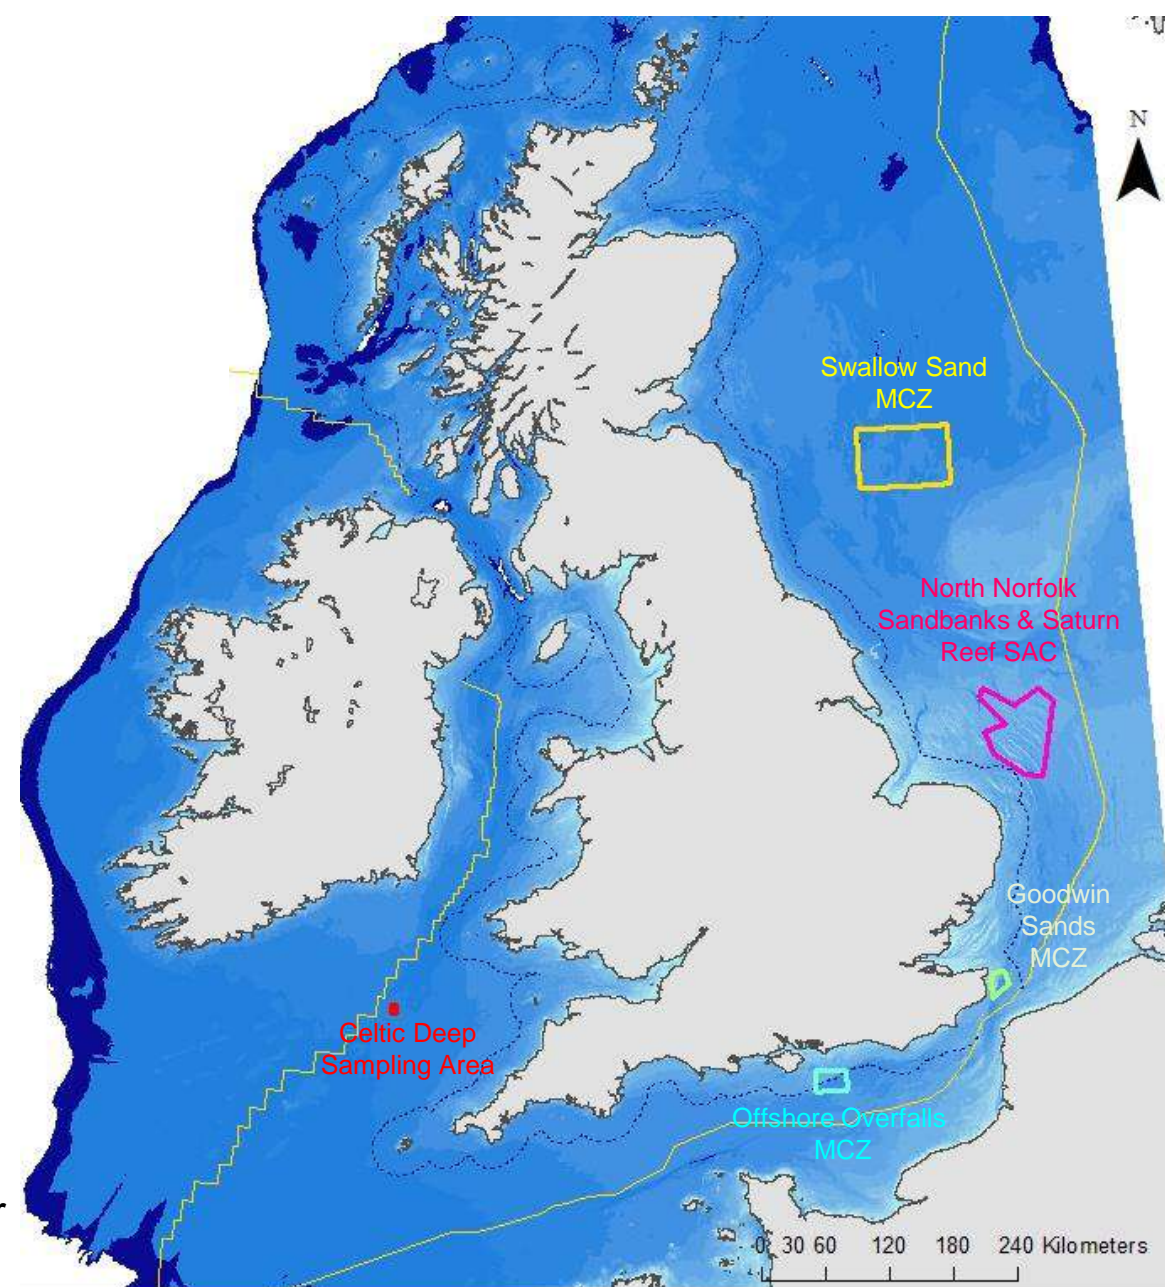 N
Swallow Sand
MCZ
North Norfolk
Sandbanks & Saturn
Reef SAC
Goodwin
Sands
MCZ
Celtic Deep
Sampling Area
Offshore Overfalls
MCZ
0 30 60 120 180 240 Kilometers